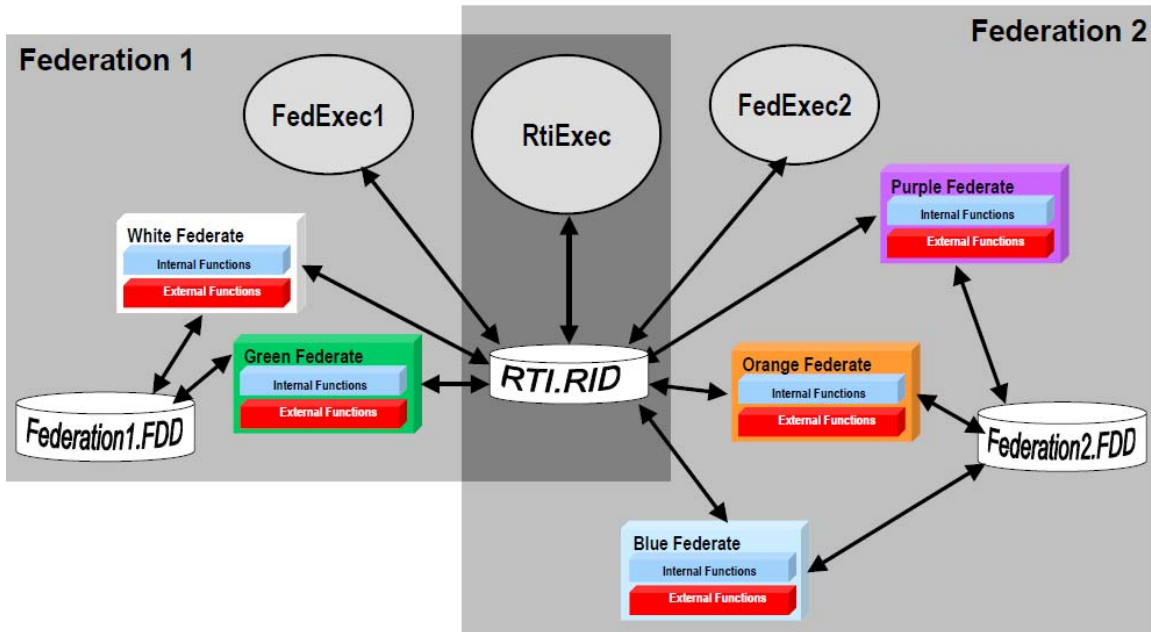 Federation 1
Federation 2
FedExec1
RtiExec
FedExec2
Purple Federate
Internal Functions
External Functions
White Federate
Internal Functions
External Functions
Green Federate
Internal Functions
External Functions
RTI.RID
Orange Federate
Internal Functions
External Functions
Federation1.FDD
Federation2.FDD
Blue Federate
Internal Functions
External Functions